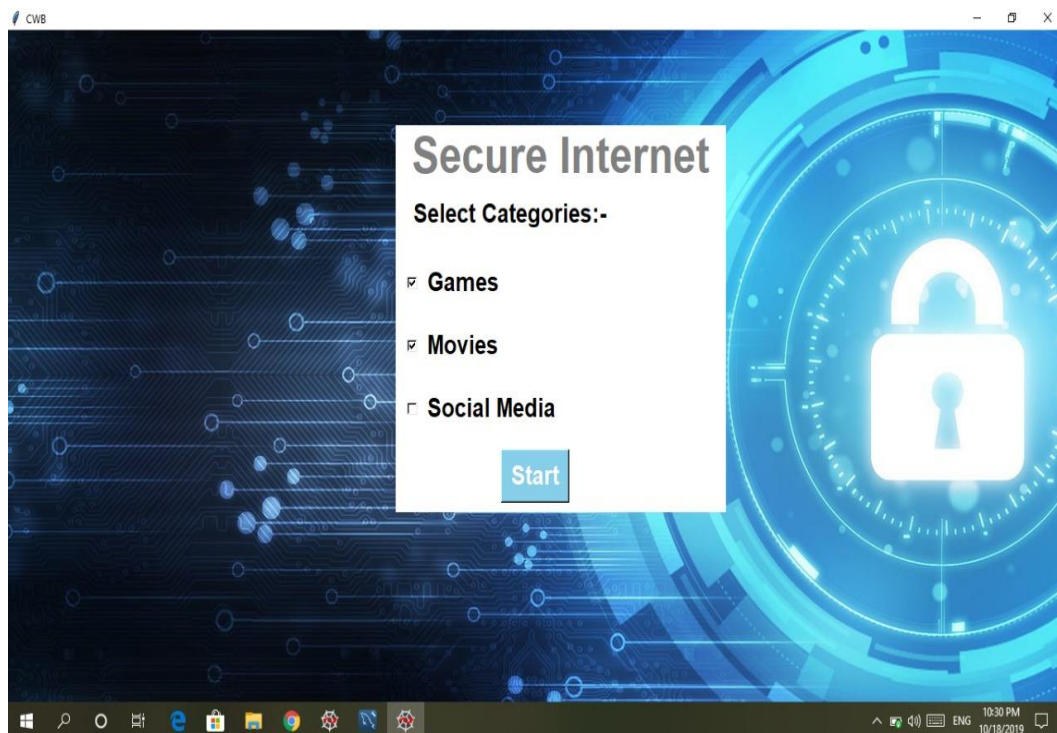 CWB
Secure Internet
Select Categories:-
Games
Movies
Social Media
Start
ENG
10:30 PM
10/18/2019